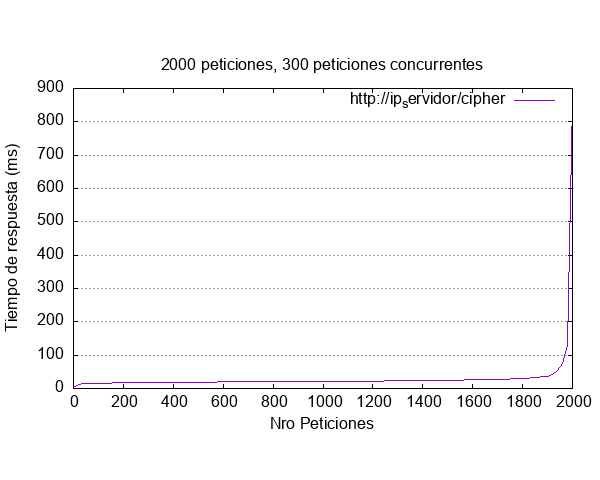 2000 peticiones, 300 peticiones concurrentes
http://ip_servidor/cipher
900
800
700
600
500
400
300
200
100
0
Tiempo de respuesta (ms)
0 200 400 600 800 1000 1200 1400 1600 1800 2000
Nro Peticiones